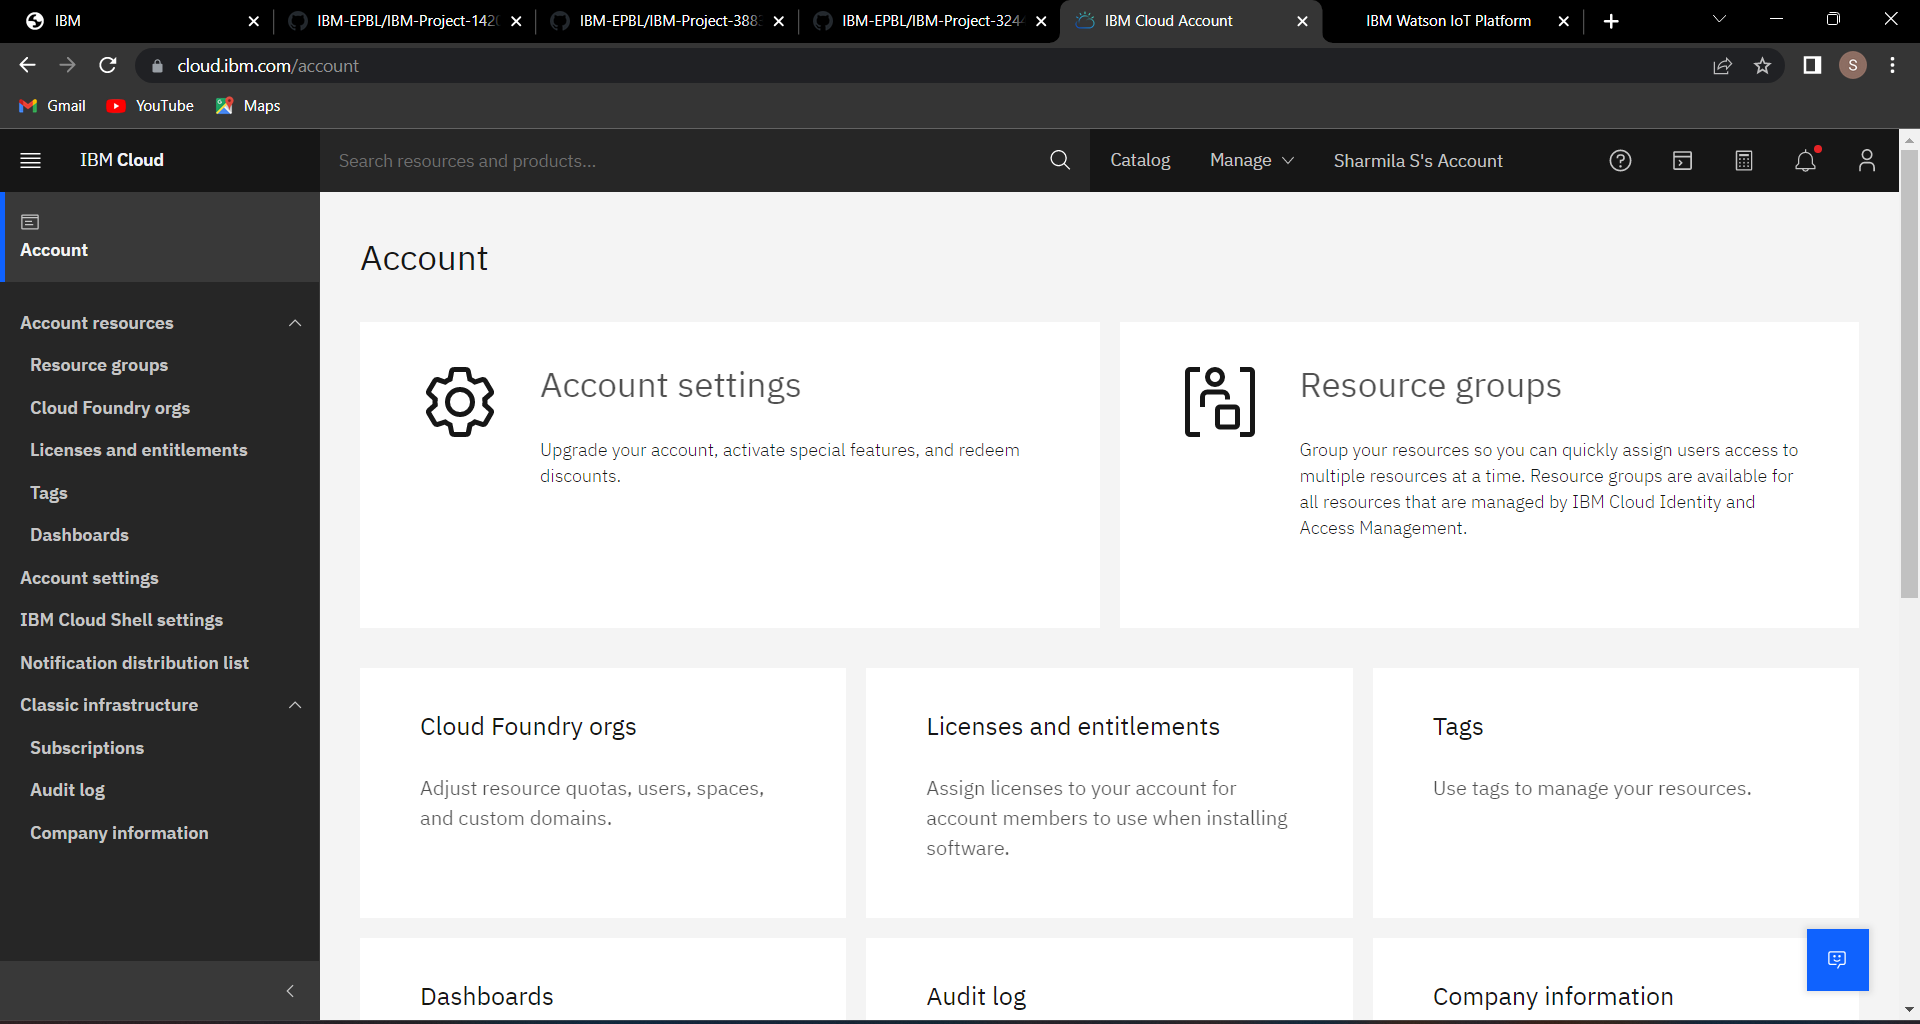 IBM
IBM-EPBL/IBM-Project-1420
IBM-EPBL/IBM-Project-388
IBM-EPBL/IBM-Project-324
IBM Cloud Account
IBM Watson IoT Platform
cloud.ibm.com/account
S
Gmail
YouTube
Maps
IBM Cloud
Search resources and products...
Catalog
Manage
Sharmila S's Account
Account
Account resources
Resource groups
Cloud Foundry orgs
Licenses and entitlements
Tags
Dashboards
Account settings
IBM Cloud Shell settings
Notification distribution list
Classic infrastructure
Subscriptions
Audit log
Company information
Account
Account settings
Upgrade your account, activate special features, and redeem
discounts.
Resource groups
Group your resources so you can quickly assign users access to
multiple resources at a time. Resource groups are available for
all resources that are managed by IBM Cloud Identity and
Access Management.
Cloud Foundry orgs
Adjust resource quotas, users, spaces,
and custom domains.
Licenses and entitlements
Assign licenses to your account for
account members to use when installing
software.
Tags
Use tags to manage your resources.
Dashboards
Audit log
Company information